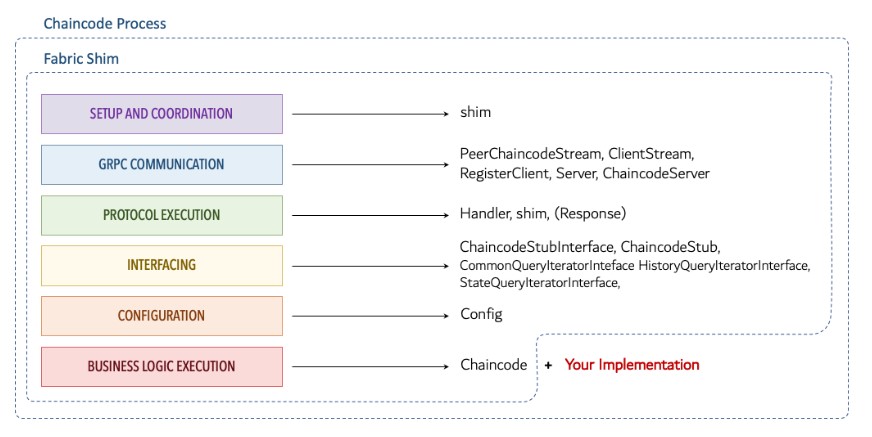 Chaincode Process
Fabric Shim
SETUP AND COORDINATION
shim
GRPC COMMUNICATION
PeerChaincodeStream, ClientStream,
RegisterClient, Server, ChaincodeServer
PROTOCOL EXECUTION
Handler, shim, (Response)
INTERFACING
ChaincodeStubInterface, ChaincodeStub,
CommonQueryIteratorInteface HistoryQueryIteratorInterface,
StateQueryIteratorInterface,
CONFIGURATION
Config
BUSINESS LOGIC EXECUTION
Chaincode + Your Implementation